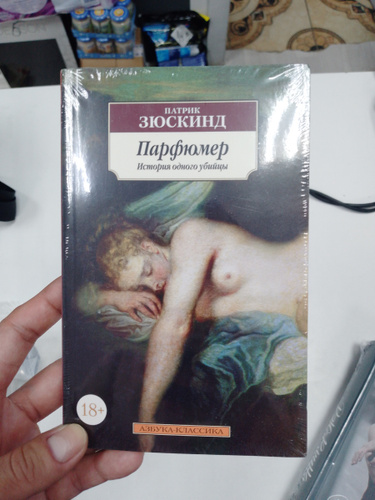 ПАТРИК
ЗЮСКИНД
Парфюмер
История одного убийцы
18+
АЗБУКА-КЛАССИКА